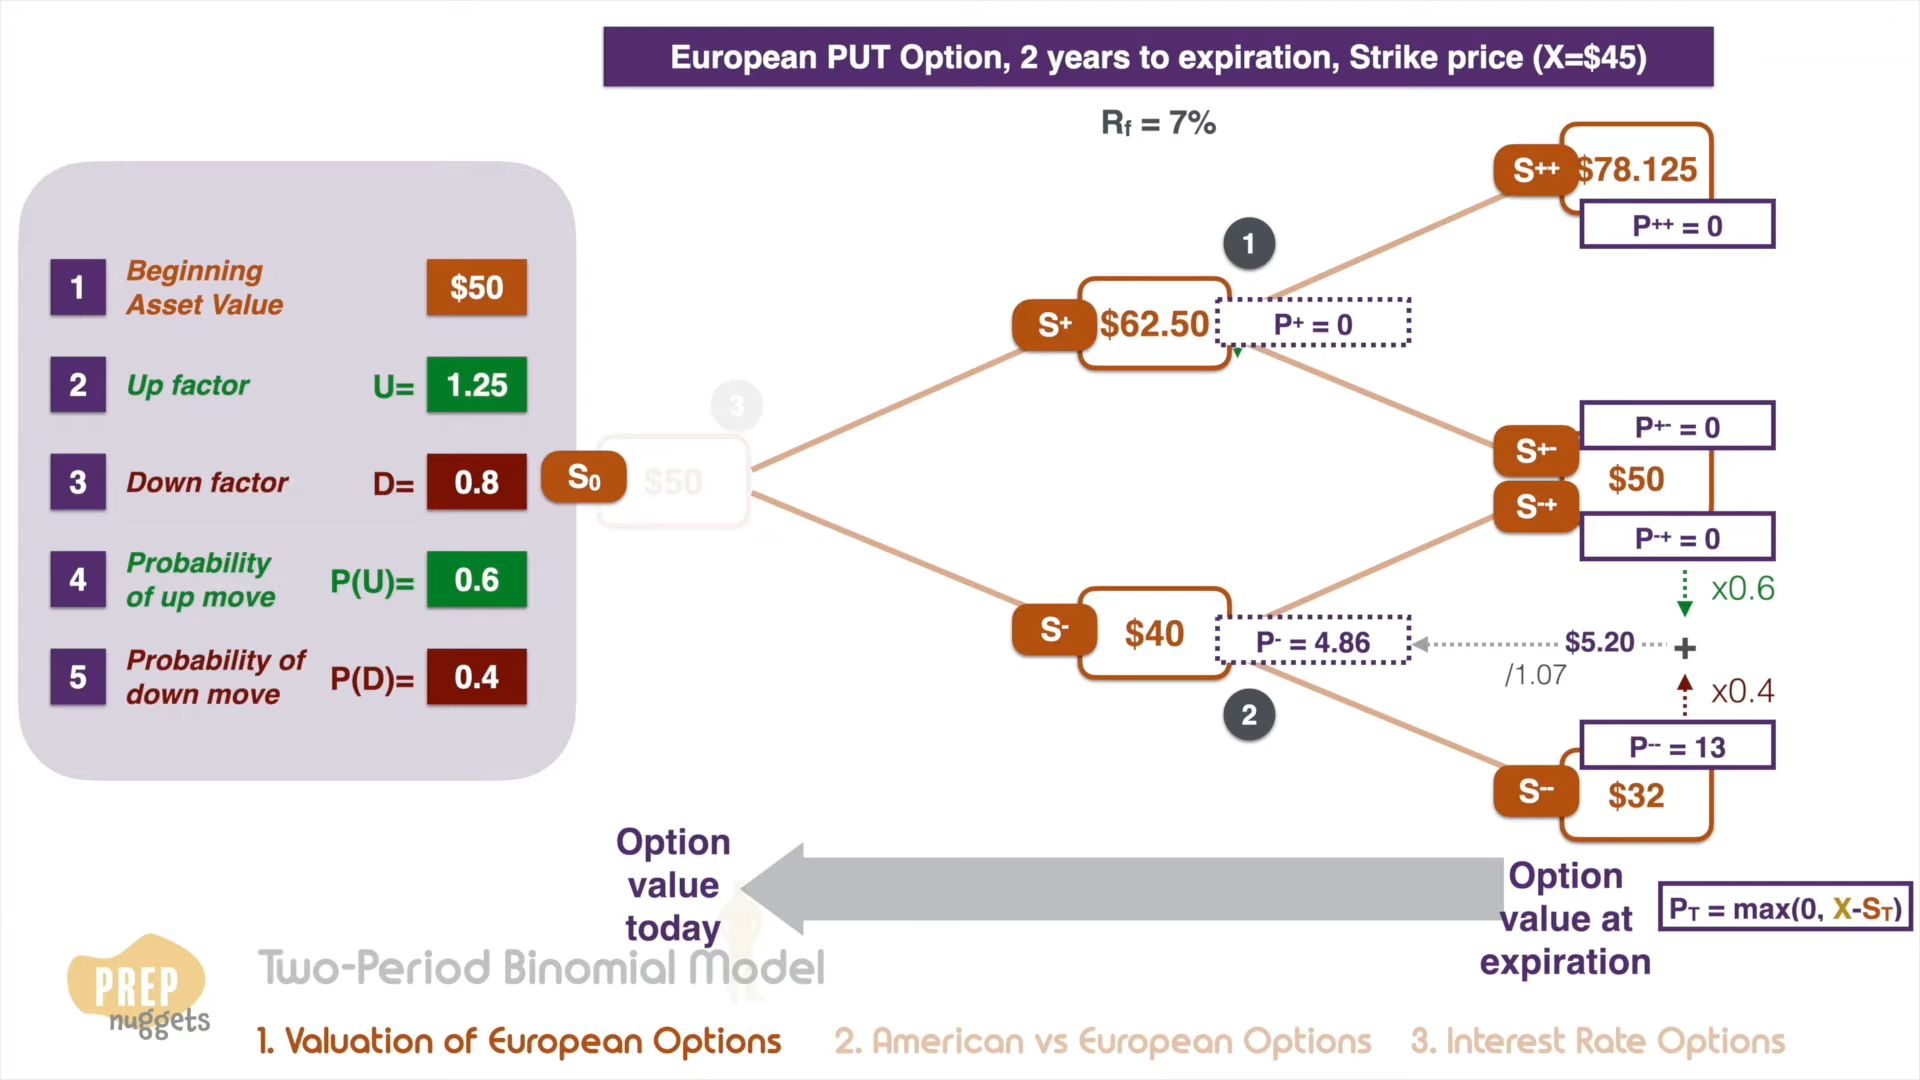 European PUT Option, 2 years to expiration, Strike price (X=$45)
Rf = 7%
1 Beginning Asset Value $50
2 Up factor U= 1.25
3 Down factor D= 0.8
4 Probability of up move P(U)= 0.6
5 Probability of down move P(D)= 0.4
S0 $50
3
1
S+ $62.50
P+ = 0
S- $40
P- = 4.86
2
S++ $78.125
P++ = 0
P+- = 0
S+-
$50
S-+
P-+ = 0
x0.6
$5.20 +
/1.07
x0.4
P-- = 13
S-- $32
Option
value
today
Option
value at
expiration
PT = max(0, X-ST)
PREP
nuggets
Two-Period Binomial Model
1. Valuation of European Options
2. American vs European Options
3. Interest Rate Options